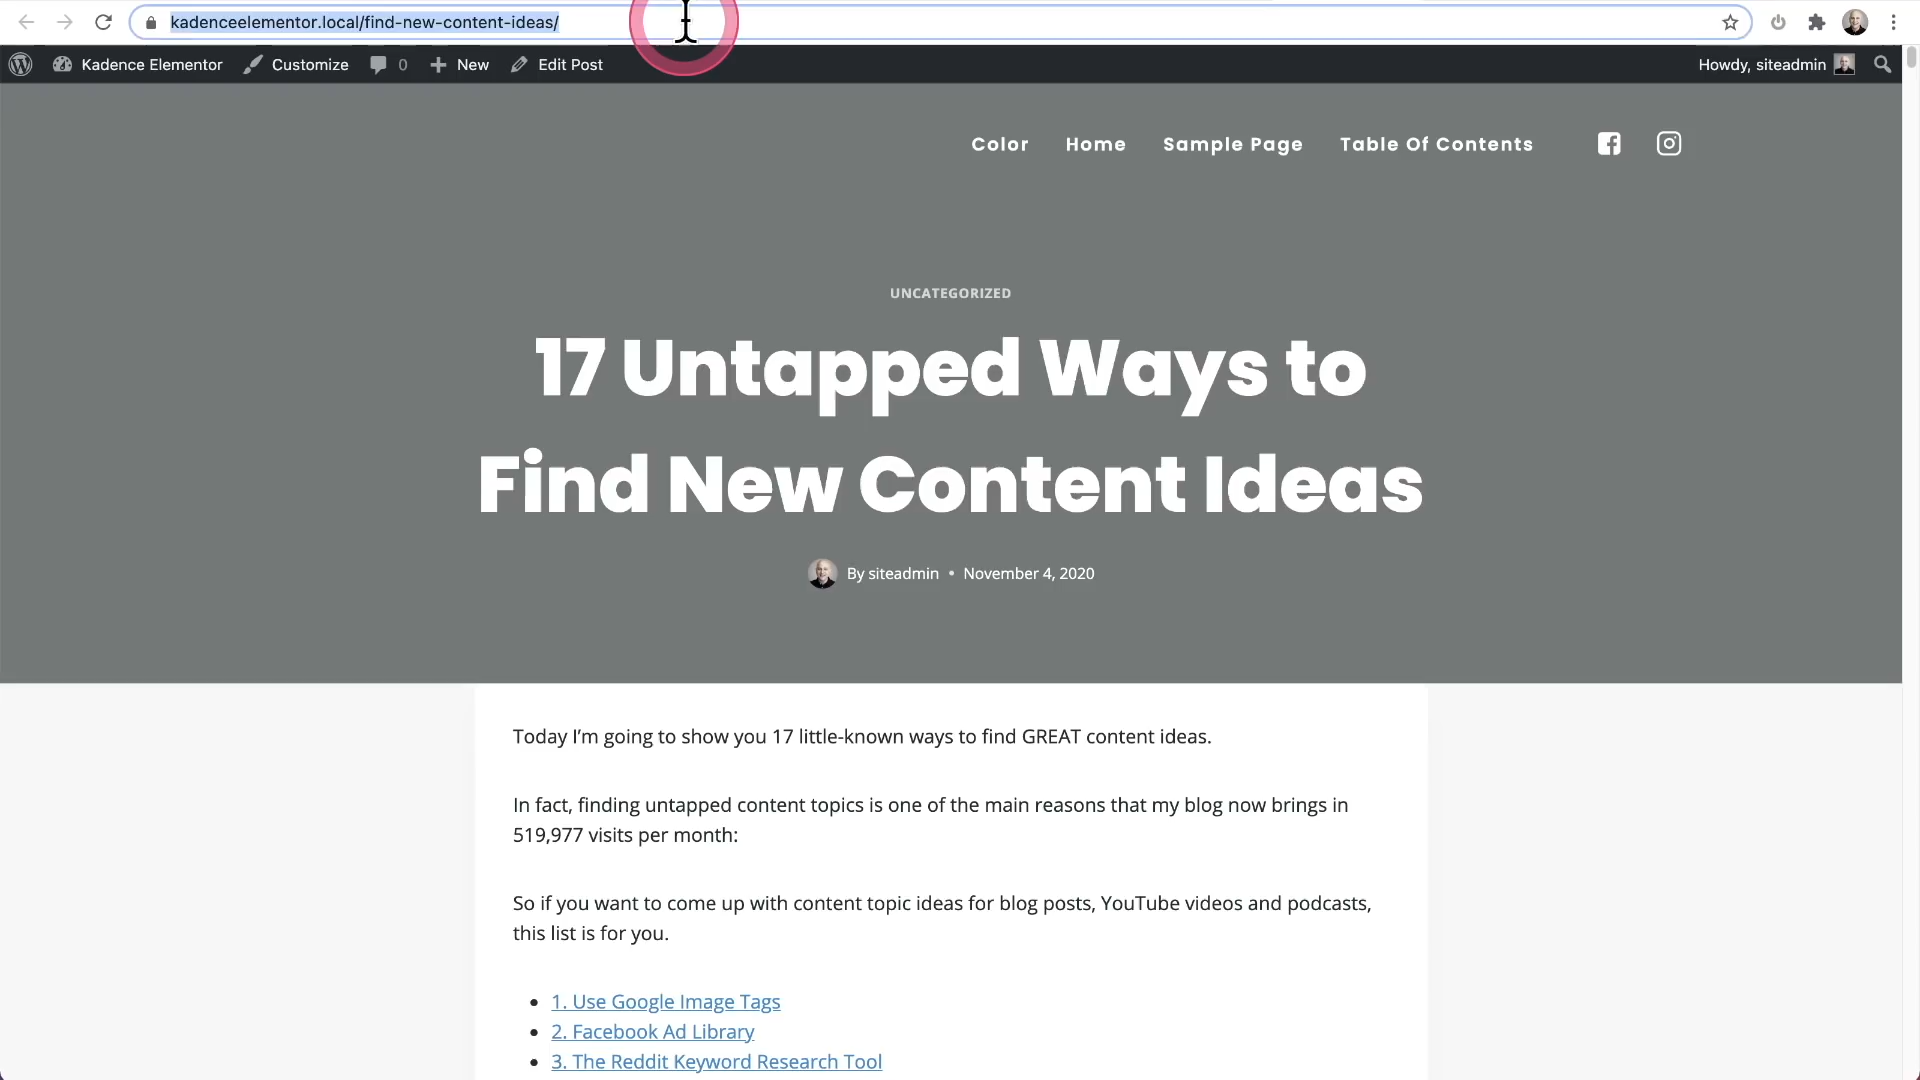 kadenceelementor.local/find-new-content-ideas/
Kadence Elementor Customize 0 New Edit Post Howdy, siteadmin
Color Home Sample Page Table Of Contents
UNCATEGORIZED
17 Untapped Ways to
Find New Content Ideas
By siteadmin • November 4, 2020
Today I’m going to show you 17 little-known ways to find GREAT content ideas.
In fact, finding untapped content topics is one of the main reasons that my blog now brings in
519,977 visits per month:
So if you want to come up with content topic ideas for blog posts, YouTube videos and podcasts,
this list is for you.
• 1. Use Google Image Tags
• 2. Facebook Ad Library
• 3. The Reddit Keyword Research Tool